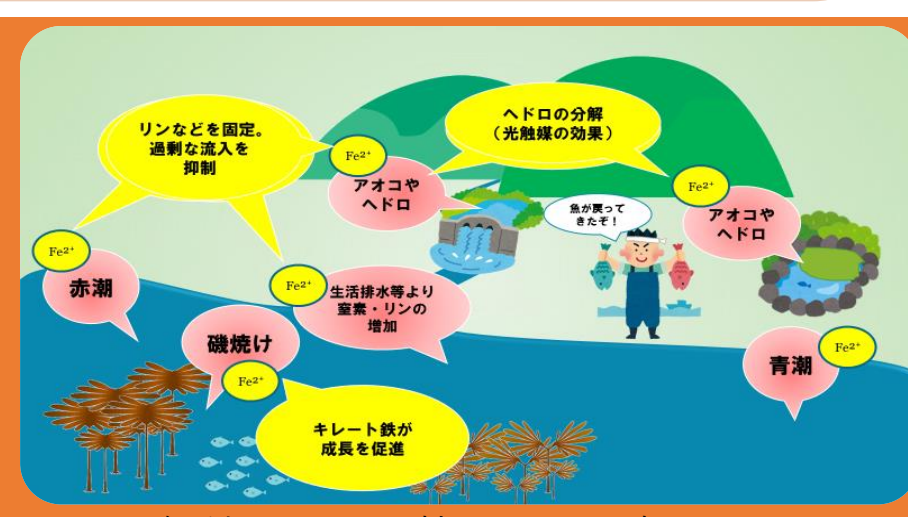 リンなどを固定。
過剰な流入を
抑制
ヘドロの分解
（光触媒の効果）
Fe²⁺
アオコや
ヘドロ
Fe²⁺
アオコや
ヘドロ
魚が戻って
きたぞ！
Fe²⁺
赤潮
Fe²⁺
生活排水等より
窒素・リンの
増加
磯焼け
Fe²⁺
青潮
Fe²⁺
キレート鉄が
成長を促進